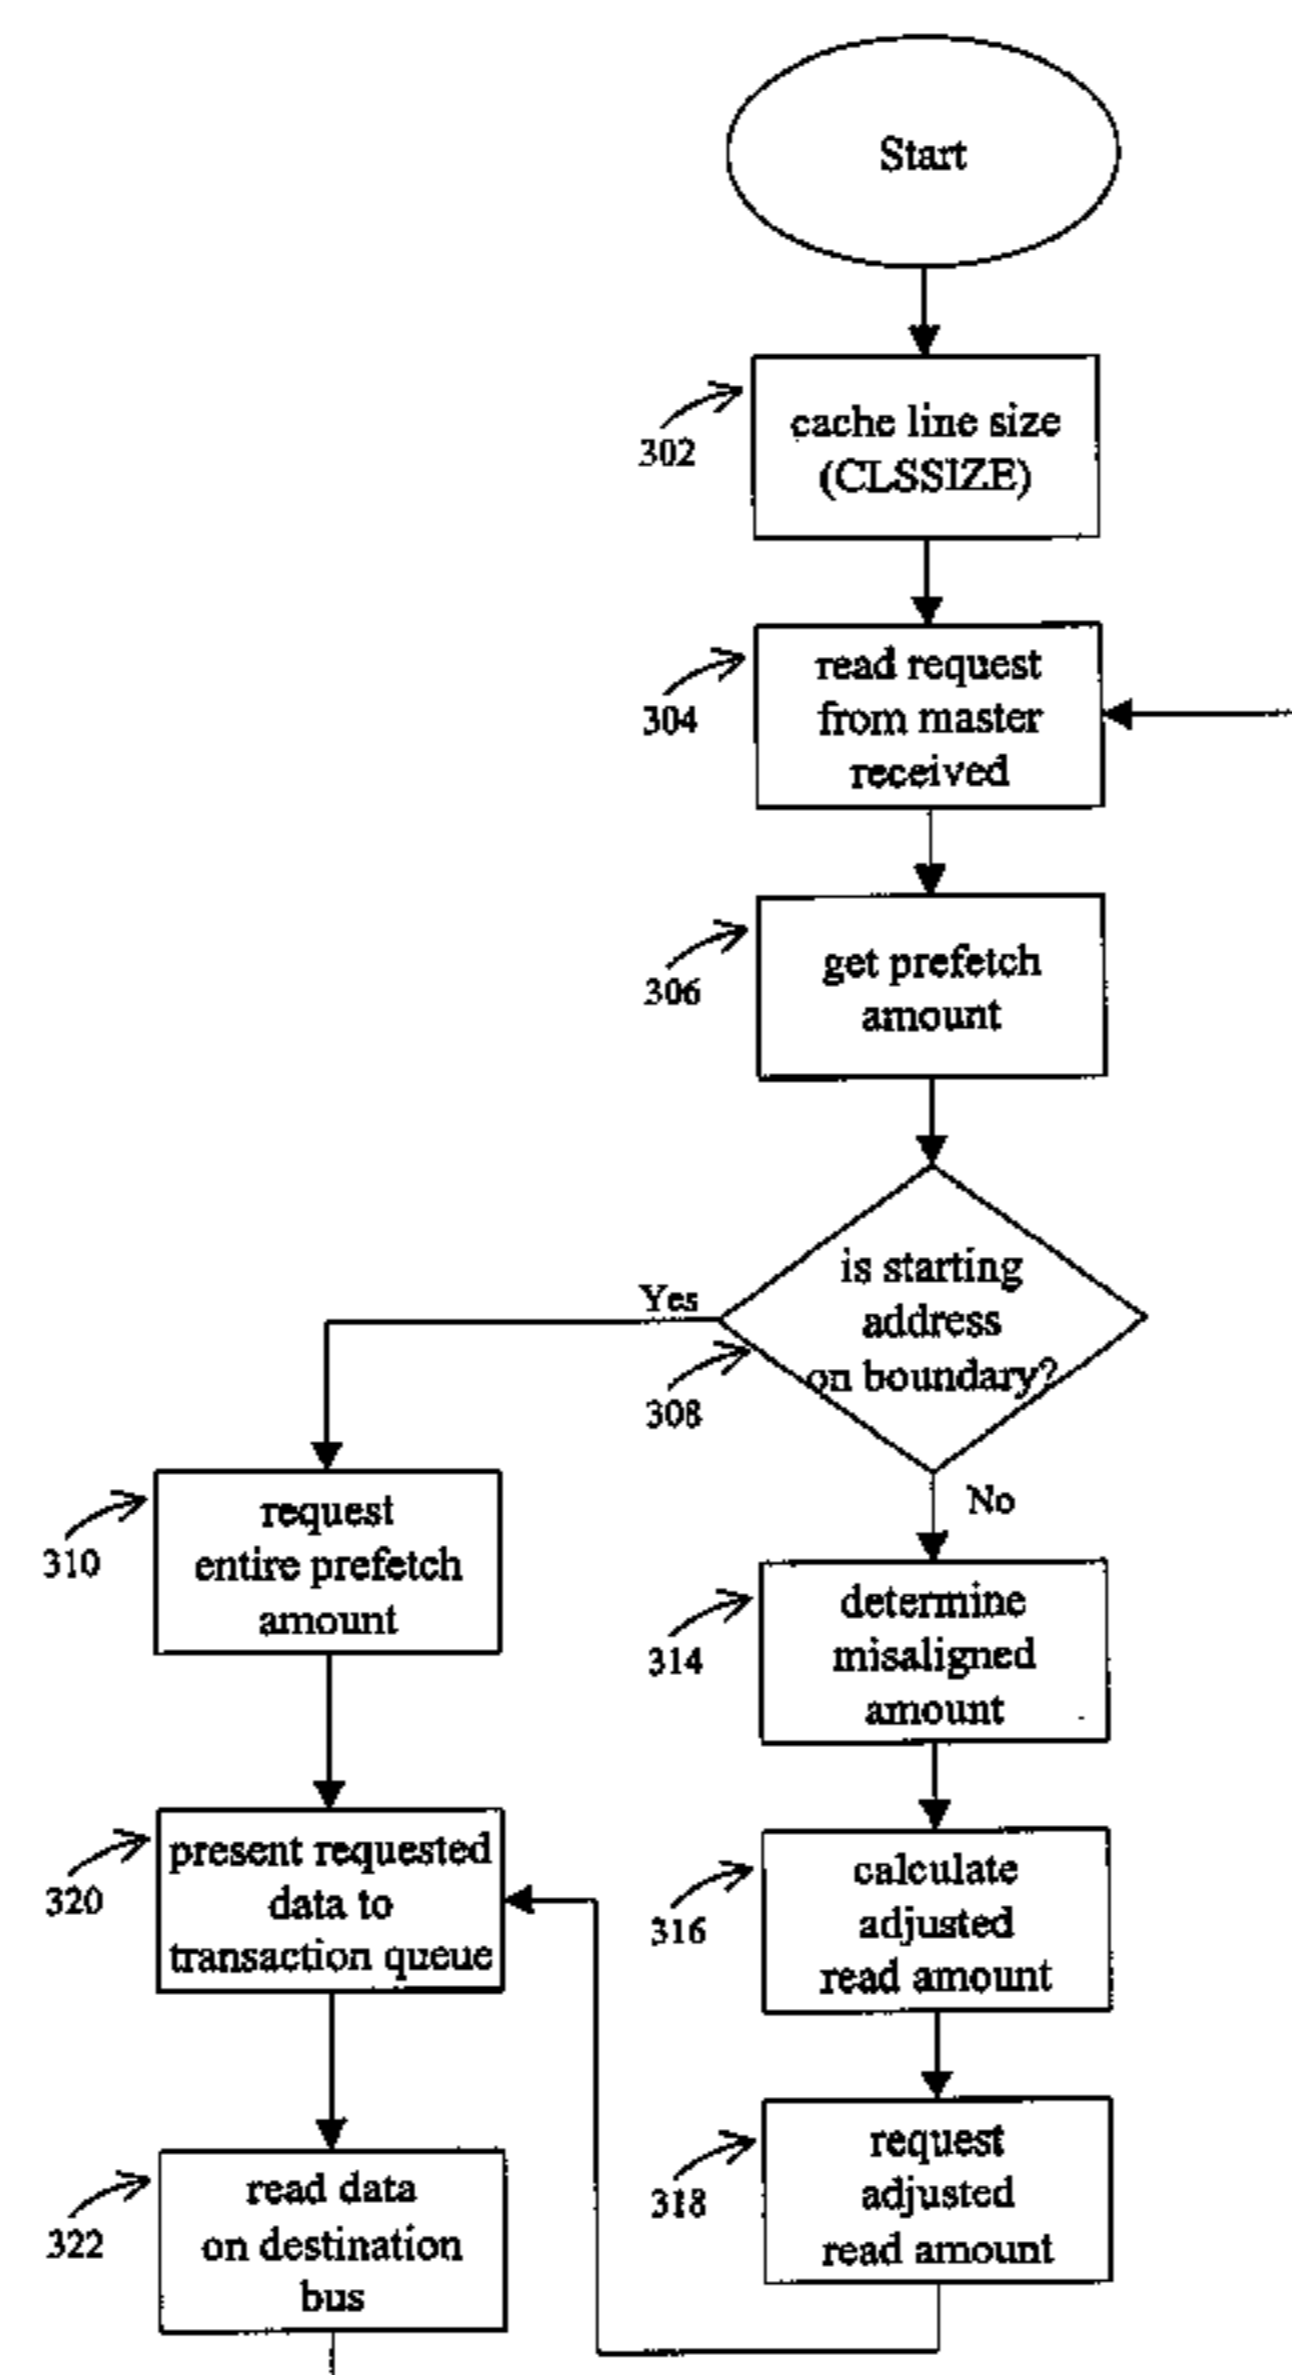 Start
302
cache line size
(CLSSIZE)
304
read request
from master
received
306
get prefetch
amount
308
is starting
address
on boundary?
Yes
No
310
request
entire prefetch
amount
314
determine
misaligned
amount
320
present requested
data to
transaction queue
316
calculate
adjusted
read amount
318
request
adjusted
read amount
322
read data
on destination
bus